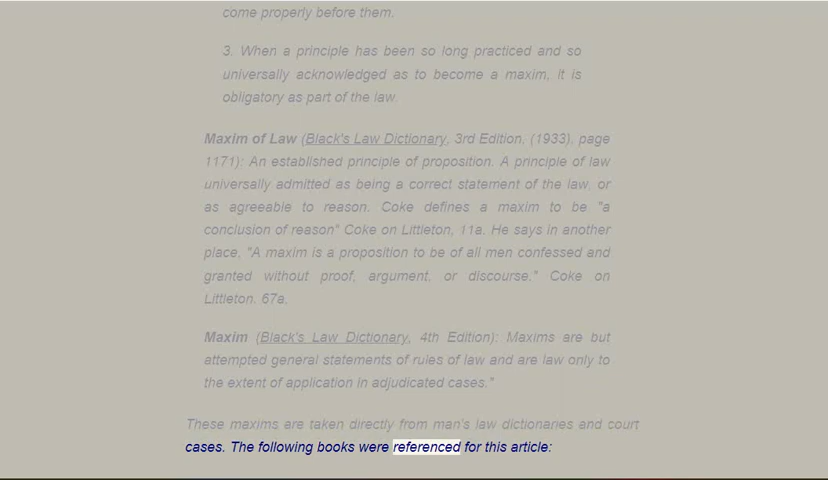 come properly before them.
3. When a principle has been so long practiced and so
universally acknowledged as to become a maxim, it is
obligatory as part of the law.
Maxim of Law (Black's Law Dictionary, 3rd Edition, (1933), page
1171): An established principle of proposition. A principle of law
universally admitted as being a correct statement of the law, or
as agreeable to reason. Coke defines a maxim to be "a
conclusion of reason" Coke on Littleton, 11a. He says in another
place, "A maxim is a proposition to be of all men confessed and
granted without proof, argument, or discourse." Coke on
Littleton. 67a.
Maxim (Black's Law Dictionary, 4th Edition): Maxims are but
attempted general statements of rules of law and are law only to
the extent of application in adjudicated cases."
These maxims are taken directly from man's law dictionaries and court
cases. The following books were referenced for this article: